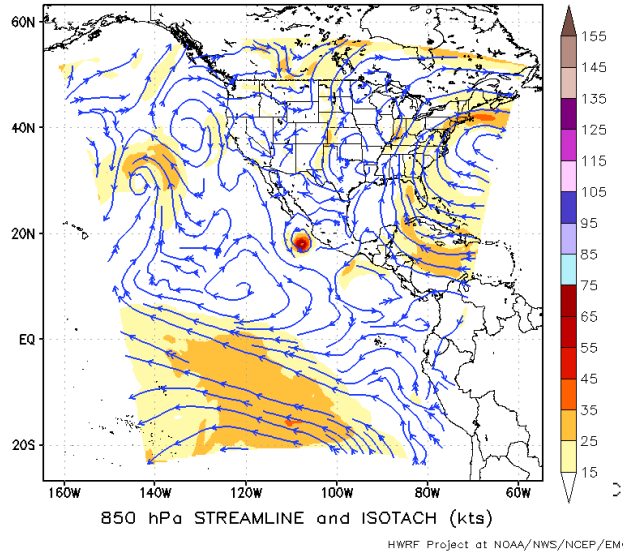 60N
40N
20N
EQ
20S
160W 140W 120W 100W 80W 60W
155
145
135
125
115
105
95
85
75
65
55
45
35
25
15
850 hPa STREAMLINE and ISOTACH (kts)
HWRF Project at NOAA/NWS/NCEP/EM